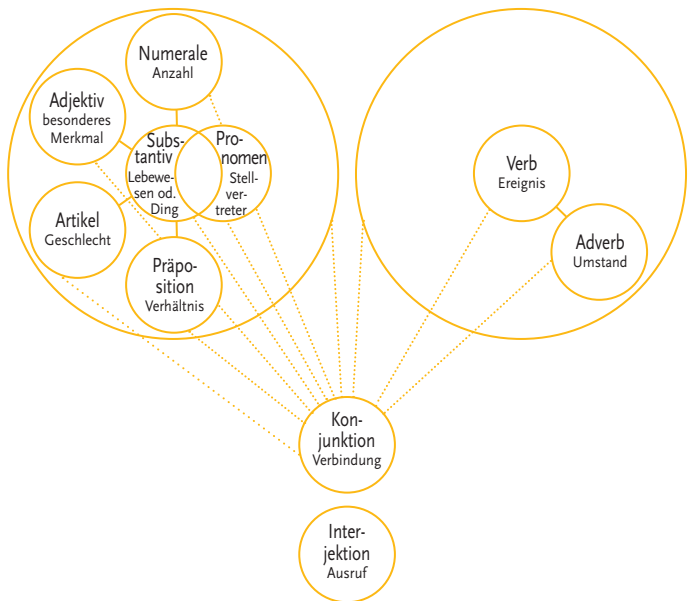 Numerale
Anzahl
Adjektiv
besonderes
Merkmal
Subs-
tantiv
Lebewe-
sen od.
Ding
Pro-
nomen
Stell-
ver-
treter
Artikel
Geschlecht
Präpo-
sition
Verhältnis
Verb
Ereignis
Adverb
Umstand
Kon-
junktion
Verbindung
Inter-
jektion
Ausruf